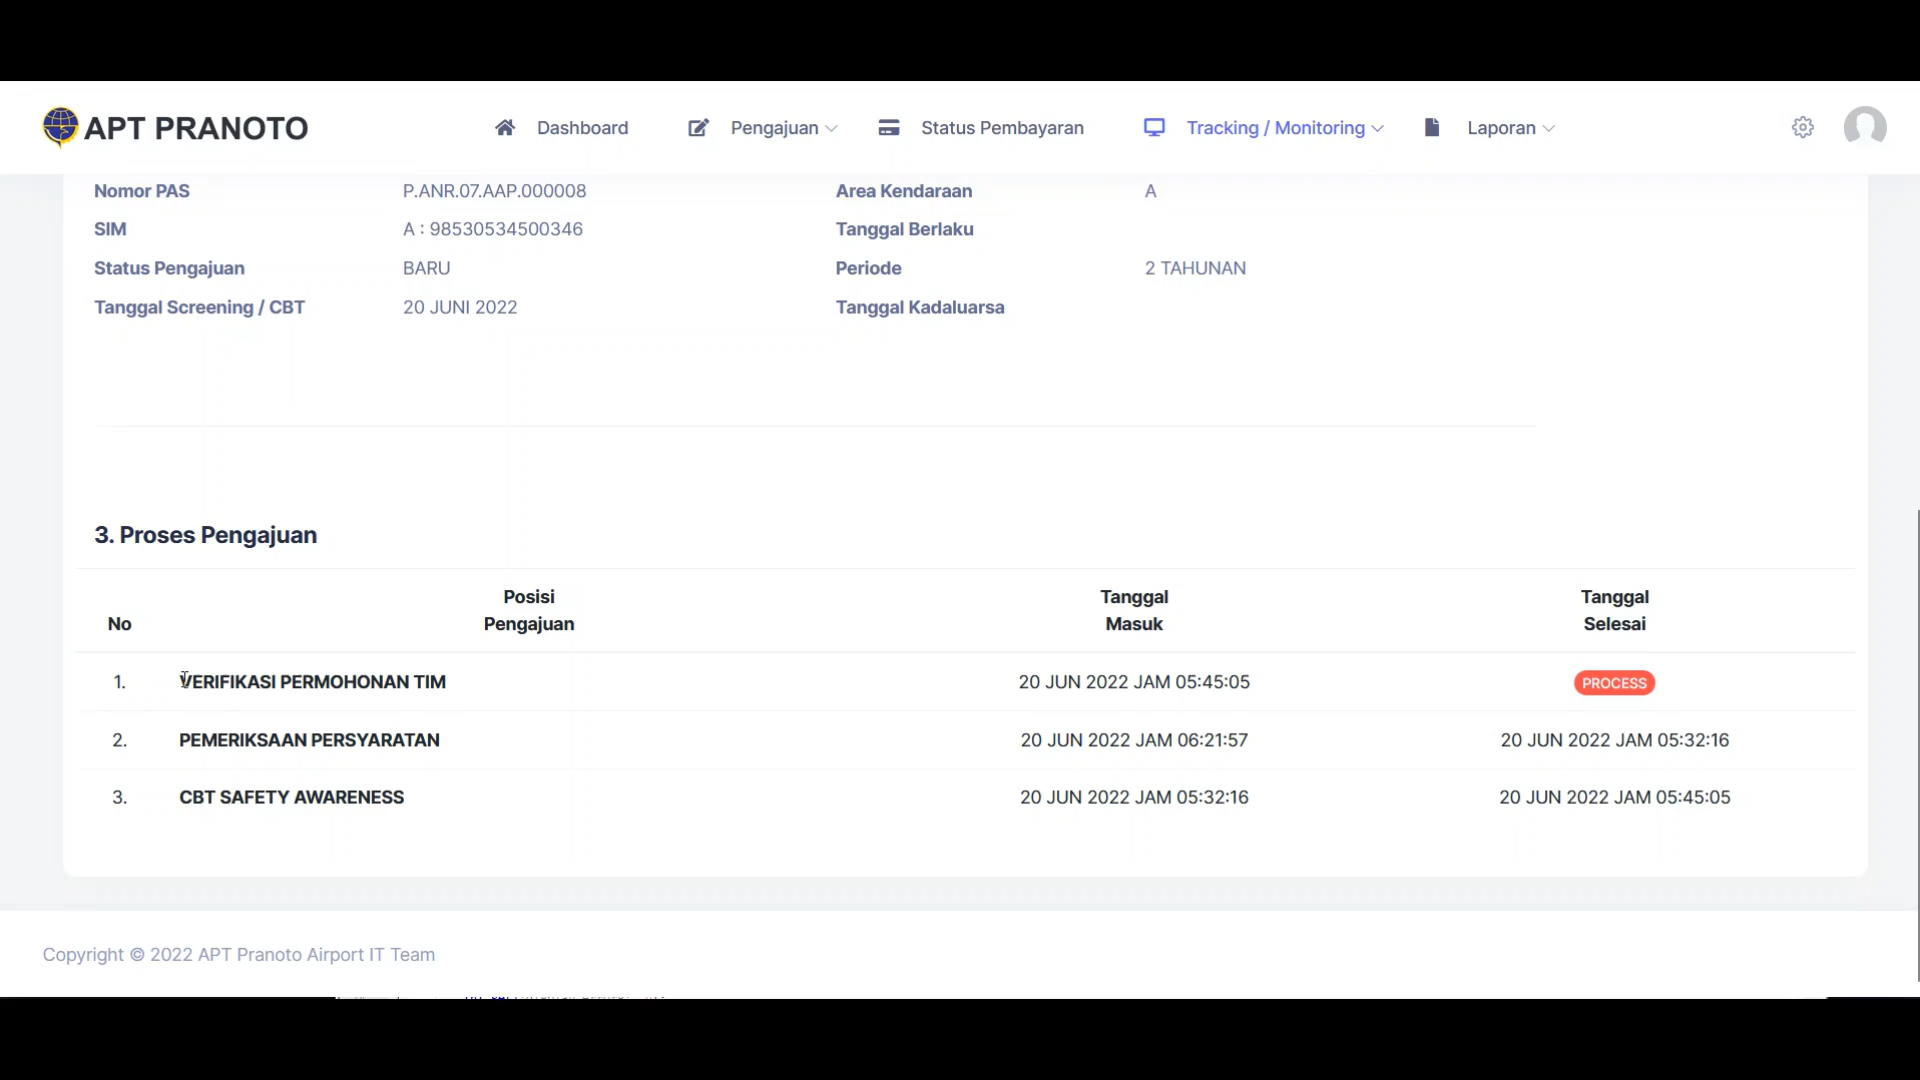 APT PRANOTO
Dashboard
Pengajuan
Status Pembayaran
Tracking / Monitoring
Laporan
Nomor PAS P.ANR.07.AAP.000008 Area Kendaraan A
SIM A : 98530534500346 Tanggal Berlaku
Status Pengajuan BARU Periode 2 TAHUNAN
Tanggal Screening / CBT 20 JUNI 2022 Tanggal Kadaluarsa
3. Proses Pengajuan
No Posisi Pengajuan Tanggal Masuk Tanggal Selesai
1. VERIFIKASI PERMOHONAN TIM 20 JUN 2022 JAM 05:45:05 PROCESS
2. PEMERIKSAAN PERSYARATAN 20 JUN 2022 JAM 06:21:57 20 JUN 2022 JAM 05:32:16
3. CBT SAFETY AWARENESS 20 JUN 2022 JAM 05:32:16 20 JUN 2022 JAM 05:45:05
Copyright © 2022 APT Pranoto Airport IT Team